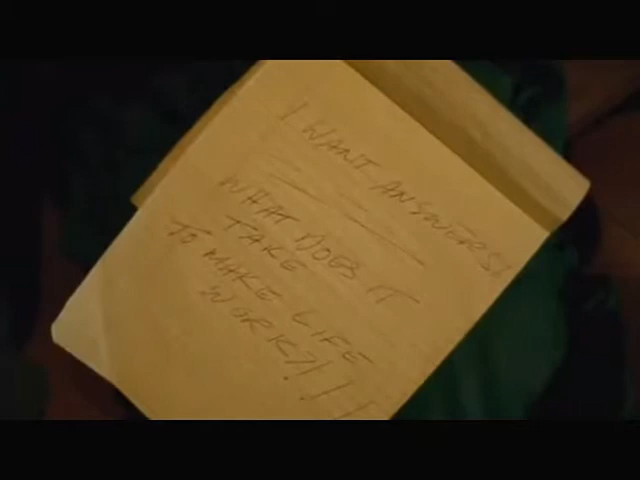 I WANT ANSWERS!
WHAT DOES IT
TAKE
TO MAKE LIFE
WORK?!!!